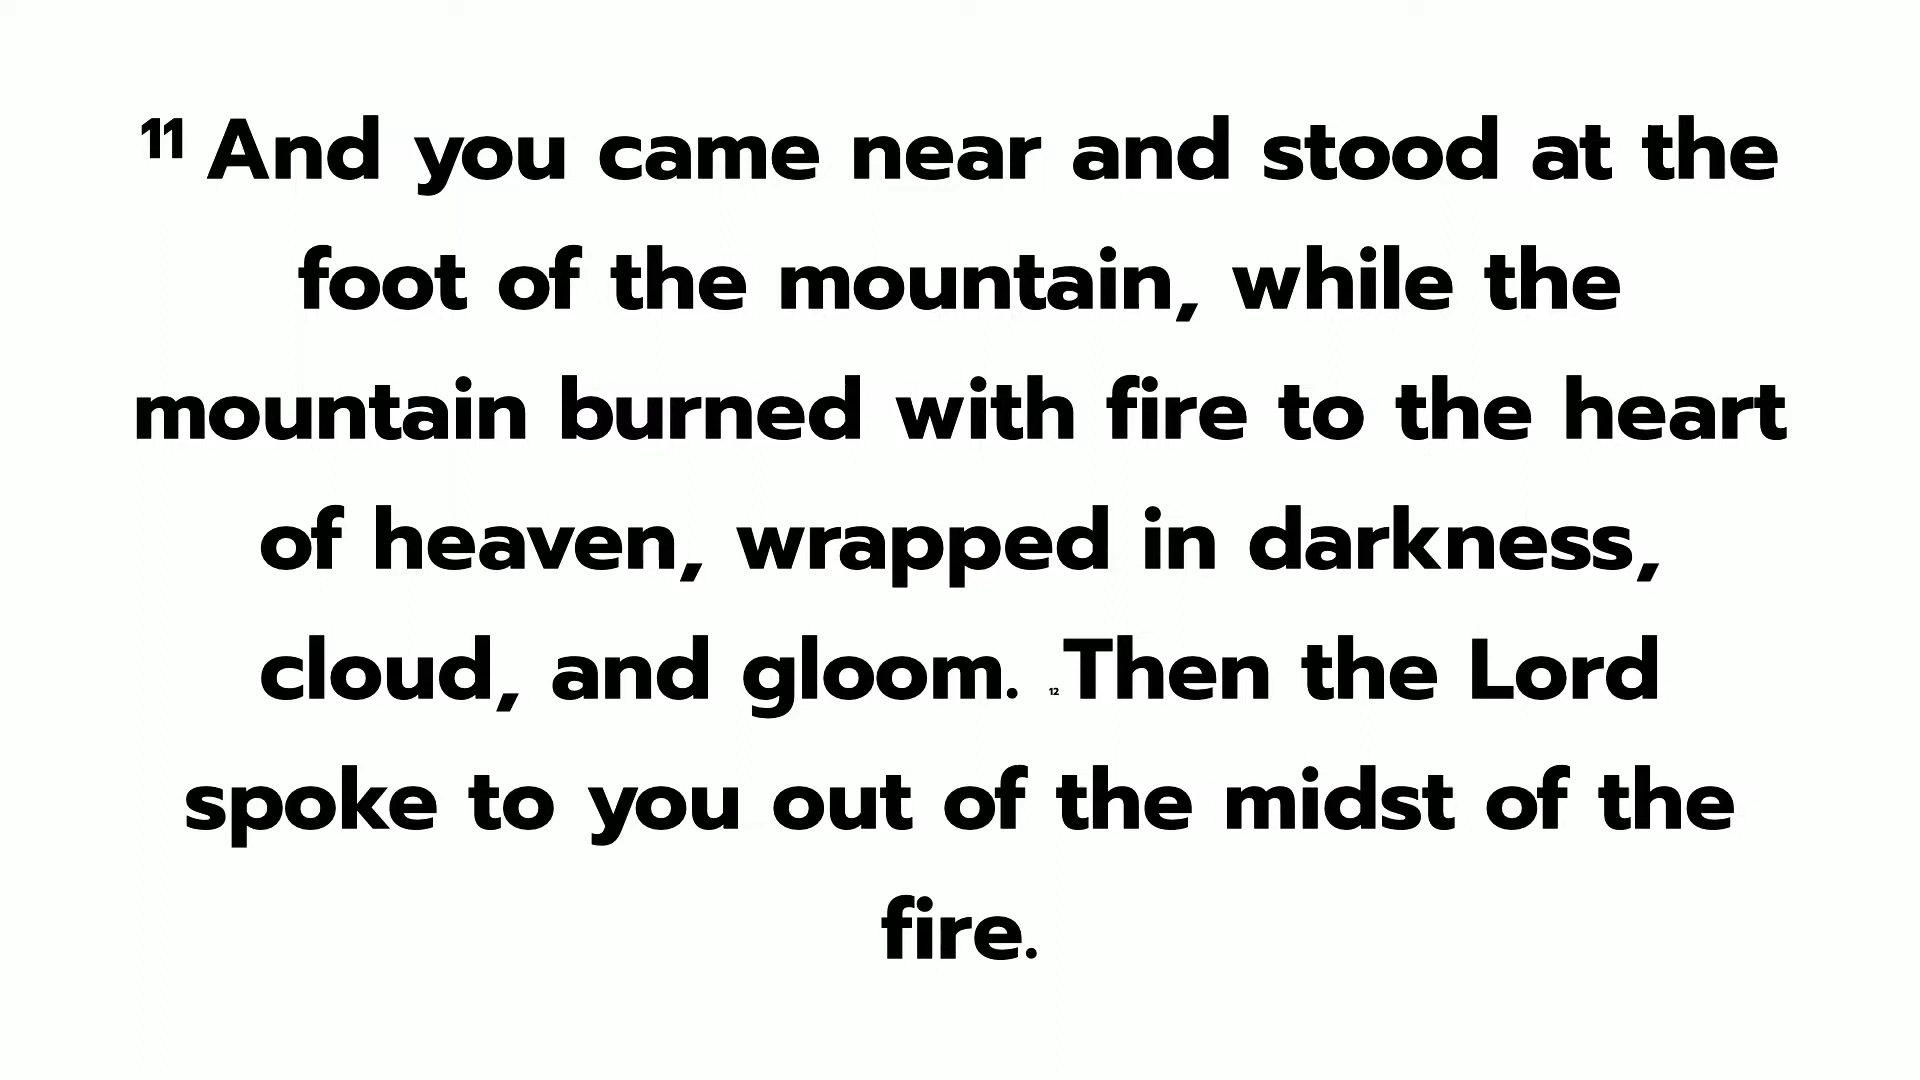 11 And you came near and stood at the
foot of the mountain, while the
mountain burned with fire to the heart
of heaven, wrapped in darkness,
cloud, and gloom. 12 Then the Lord
spoke to you out of the midst of the
fire.